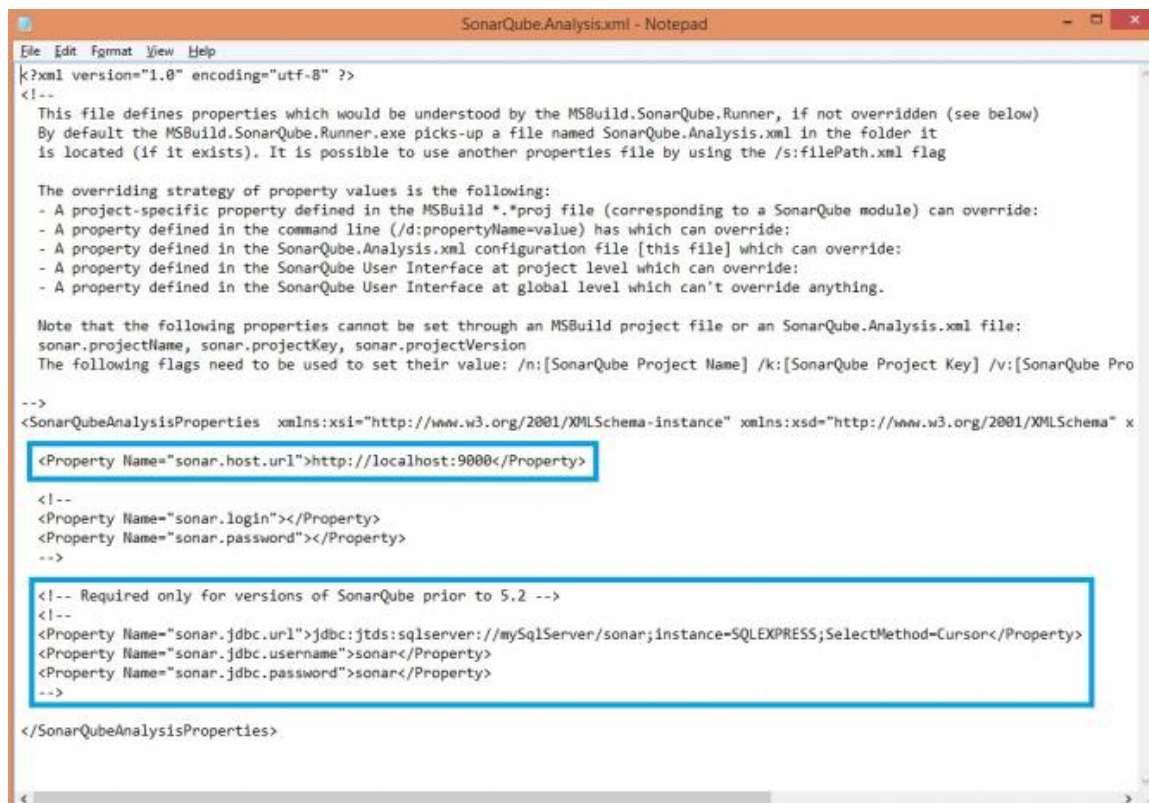 SonarQube.Analysis.xml - Notepad
File Edit Format View Help
<?xml version="1.0" encoding="utf-8" ?>
<!--
This file defines properties which would be understood by the MSBuild.SonarQube.Runner, if not overridden (see below)
By default the MSBuild.SonarQube.Runner.exe picks-up a file named SonarQube.Analysis.xml in the folder it
is located (if it exists). It is possible to use another properties file by using the /s:filePath.xml flag
The overriding strategy of property values is the following:
- A project-specific property defined in the MSBuild *.*proj file (corresponding to a SonarQube module) can override:
- A property defined in the command line (/d:propertyName=value) has which can override:
- A property defined in the SonarQube.Analysis.xml configuration file [this file] which can override:
- A property defined in the SonarQube User Interface at project level which can override:
- A property defined in the SonarQube User Interface at global level which can't override anything.
Note that the following properties cannot be set through an MSBuild project file or an SonarQube.Analysis.xml file:
sonar.projectName, sonar.projectKey, sonar.projectVersion
The following flags need to be used to set their value: /n:[SonarQube Project Name] /k:[SonarQube Project Key] /v:[SonarQube Pro
-->
<SonarQubeAnalysisProperties  xmlns:xsi="http://www.w3.org/2001/XMLSchema-instance" xmlns:xsd="http://www.w3.org/2001/XMLSchema" x
<Property Name="sonar.host.url">http://localhost:9000</Property>
<!--
<Property Name="sonar.login"></Property>
<Property Name="sonar.password"></Property>
-->
<!-- Required only for versions of SonarQube prior to 5.2 -->
<!--
<Property Name="sonar.jdbc.url">jdbc:jtds:sqlserver://mySqlServer/sonar;instance=SQLEXPRESS;SelectMethod=Cursor</Property>
<Property Name="sonar.jdbc.username">sonar</Property>
<Property Name="sonar.jdbc.password">sonar</Property>
-->
</SonarQubeAnalysisProperties>